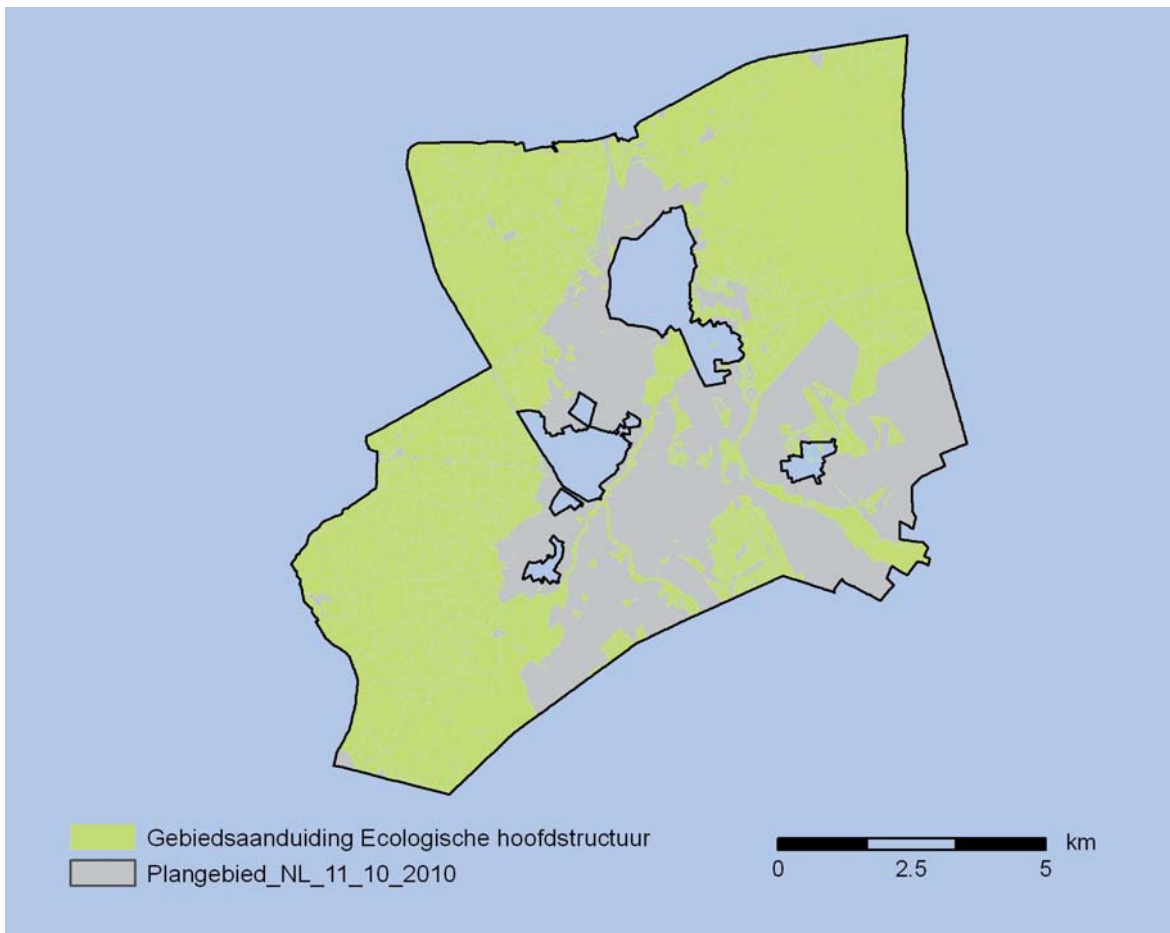 Gebiedsaanduiding Ecologische hoofdstructuur
Plangebied_NL_11_10_2010
km
0 2.5 5